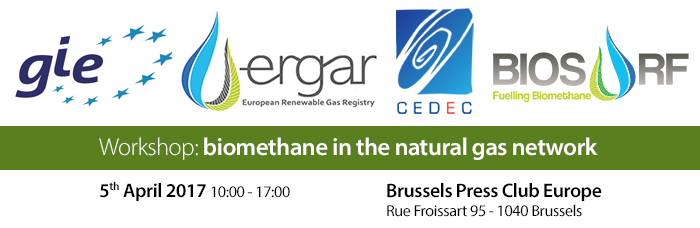 gie
ergar
European Renewable Gas Registry
CEDEC
BIOSURF
Fuelling Biomethane
Workshop: biomethane in the natural gas network
5th April 2017 10:00 - 17:00
Brussels Press Club Europe
Rue Froissart 95 - 1040 Brussels